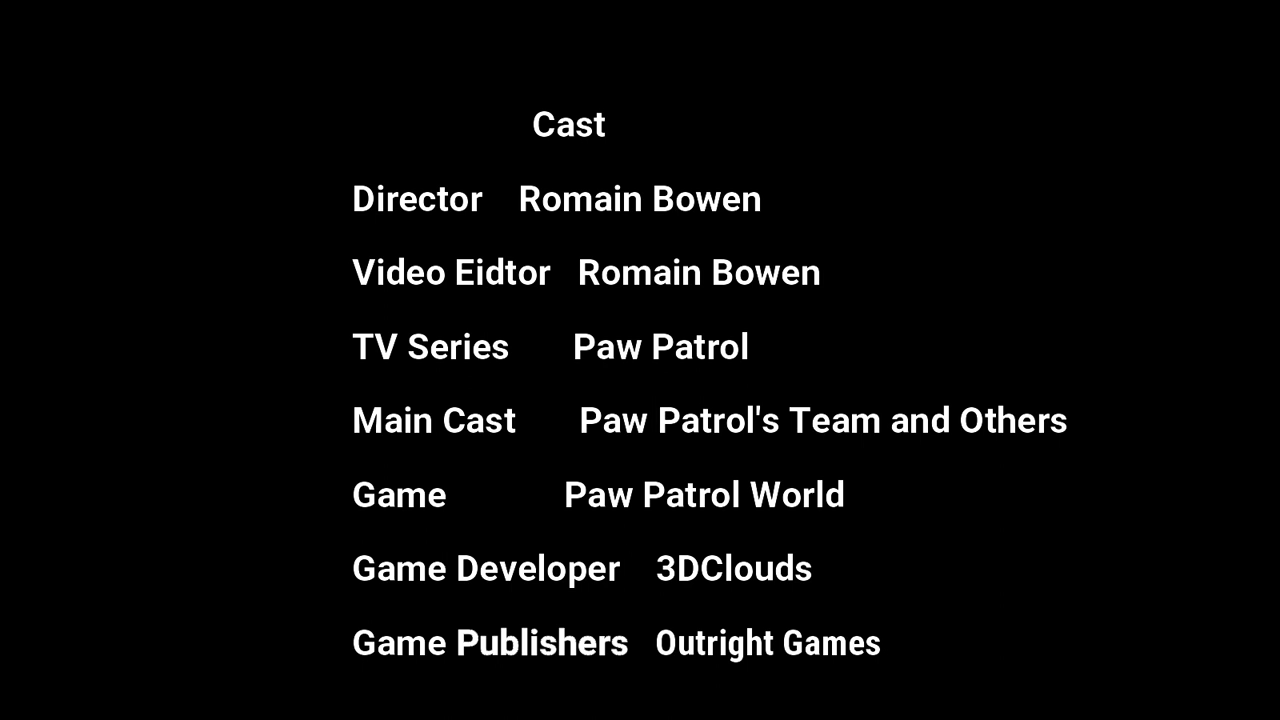 Cast
Director Romain Bowen
Video Eidtor Romain Bowen
TV Series Paw Patrol
Main Cast Paw Patrol's Team and Others
Game Paw Patrol World
Game Developer 3DClouds
Game Publishers Outright Games